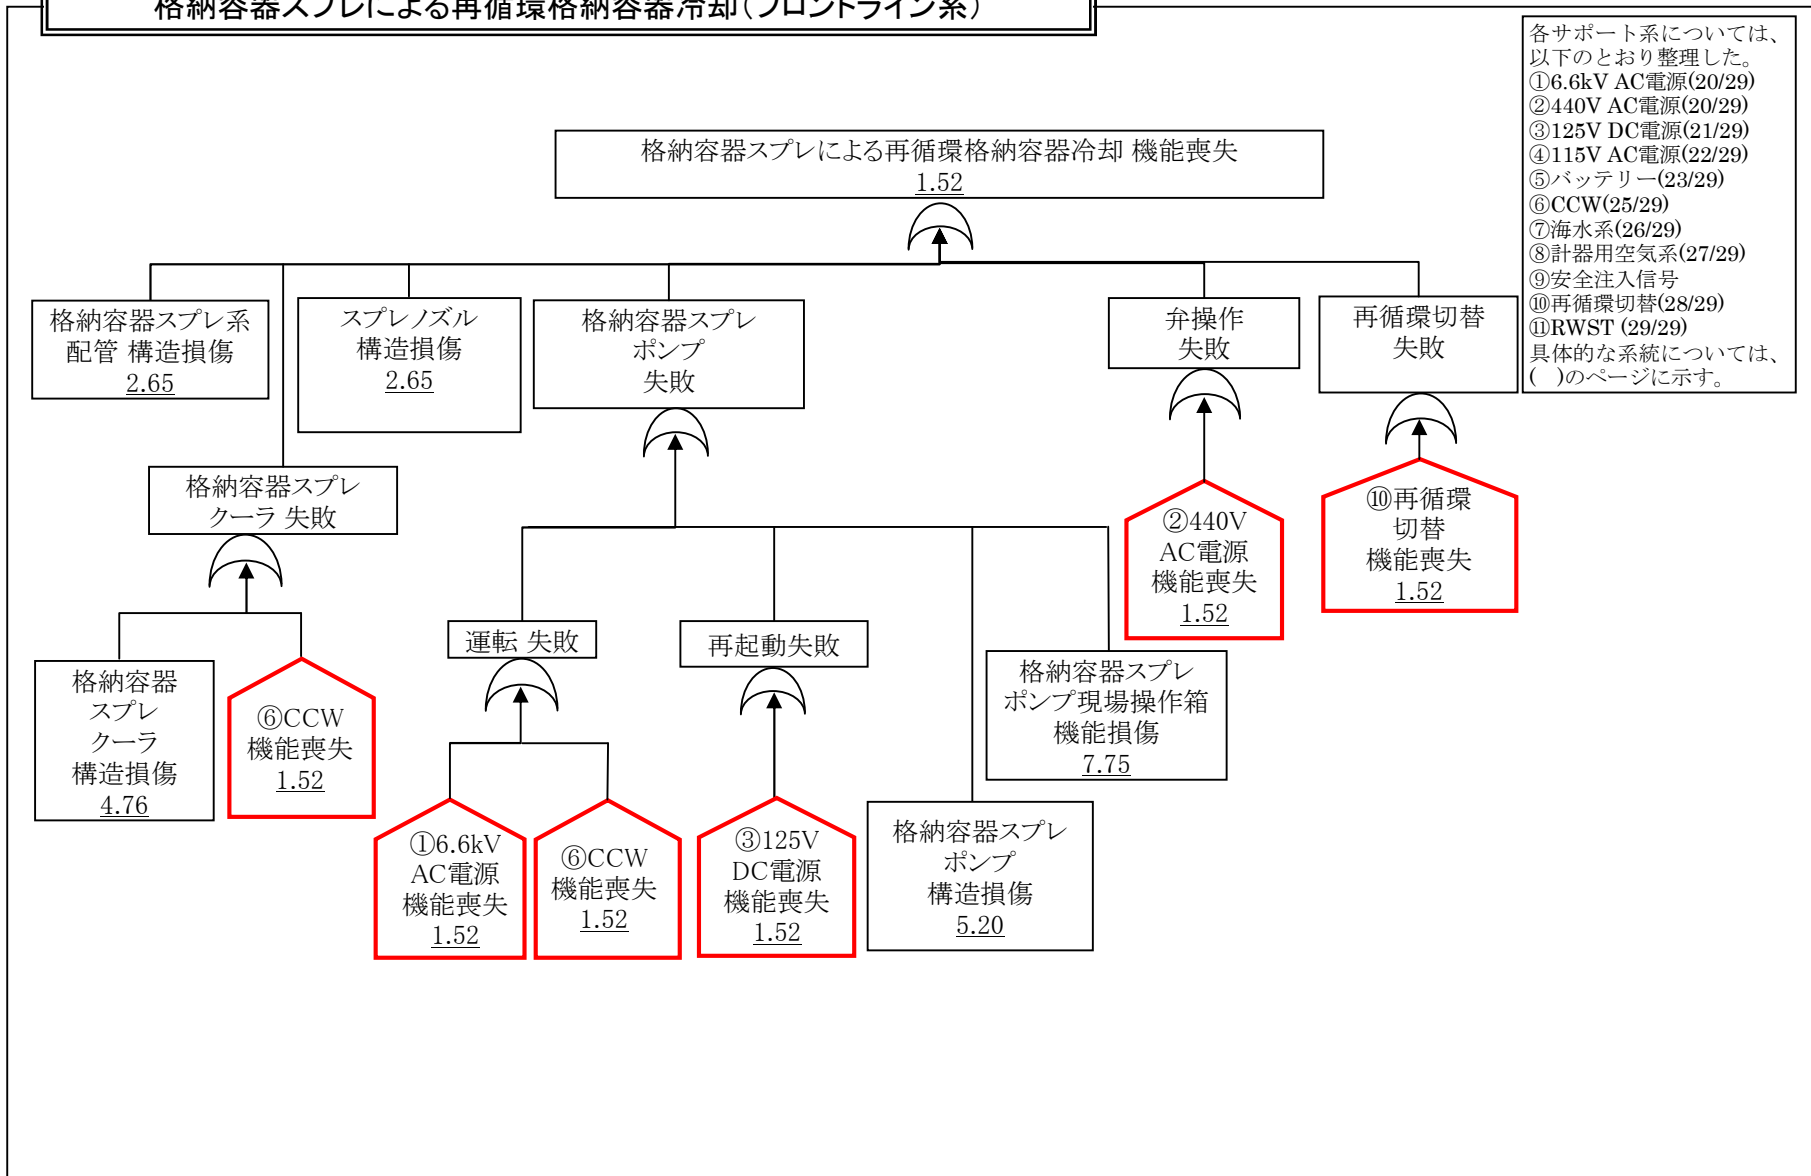 格納容器スプレによる再循環格納容器冷却(フロントライン系)
各サポート系については、
以下のとおり整理した。
①6.6kV AC電源(20/29)
②440V AC電源(20/29)
③125V DC電源(21/29)
④115V AC電源(22/29)
⑤バッテリー(23/29)
⑥CCW(25/29)
⑦海水系(26/29)
⑧計器用空気系(27/29)
⑨安全注入信号
⑩再循環切替(28/29)
⑪RWST (29/29)
具体的な系統については、
(　)のページに示す。
格納容器スプレによる再循環格納容器冷却 機能喪失
1.52
格納容器スプレ系
配管 構造損傷
2.65
スプレノズル
構造損傷
2.65
格納容器スプレ
ポンプ
失敗
弁操作
失敗
再循環切替
失敗
格納容器スプレ
クーラ 失敗
②440V
AC電源
機能喪失
1.52
⑩再循環
切替
機能喪失
1.52
運転 失敗
再起動失敗
格納容器スプレ
ポンプ現場操作箱
機能損傷
7.75
格納容器
スプレ
クーラ
構造損傷
4.76
⑥CCW
機能喪失
1.52
①6.6kV
AC電源
機能喪失
1.52
⑥CCW
機能喪失
1.52
③125V
DC電源
機能喪失
1.52
格納容器スプレ
ポンプ
構造損傷
5.20